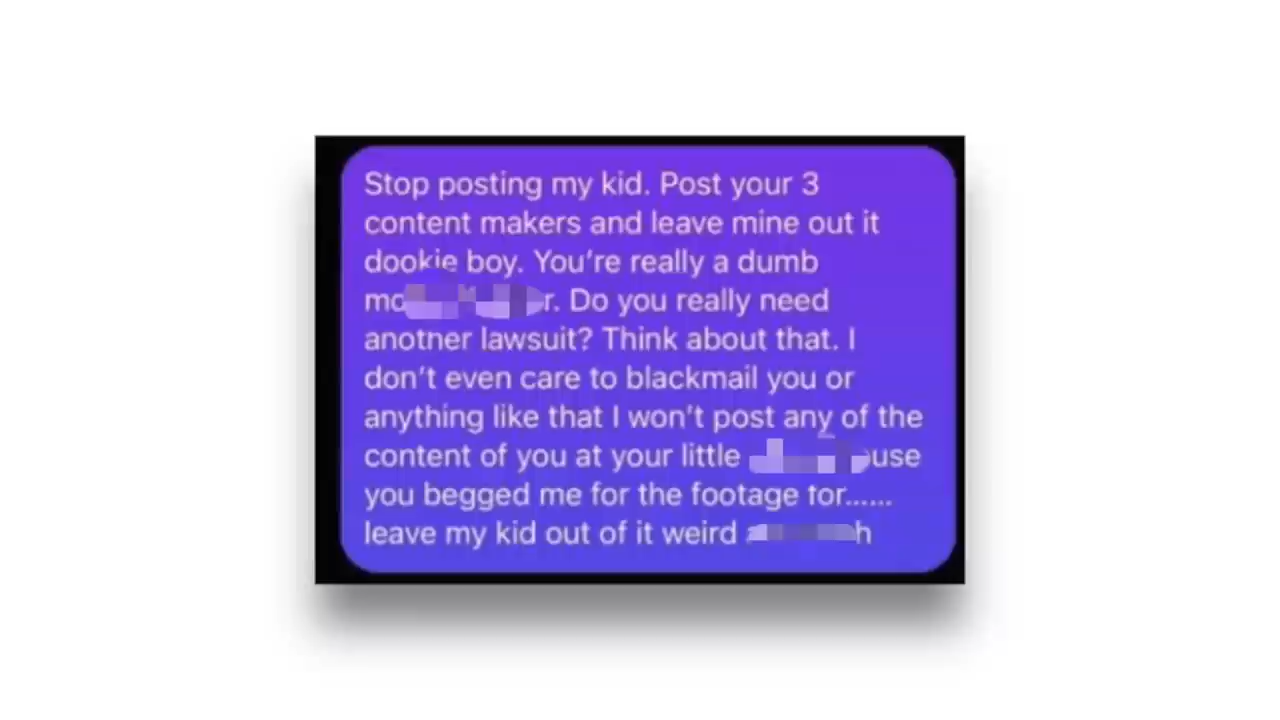 Stop posting my kid. Post your 3
content makers and leave mine out it
dookie boy. You're really a dumb
Do you really need
another lawsuit? Think about that. I
don't even care to blackmail you or
anything like that I won't post any of the
content of you at your little
you begged me for the footage for......
leave my kid out of it weird